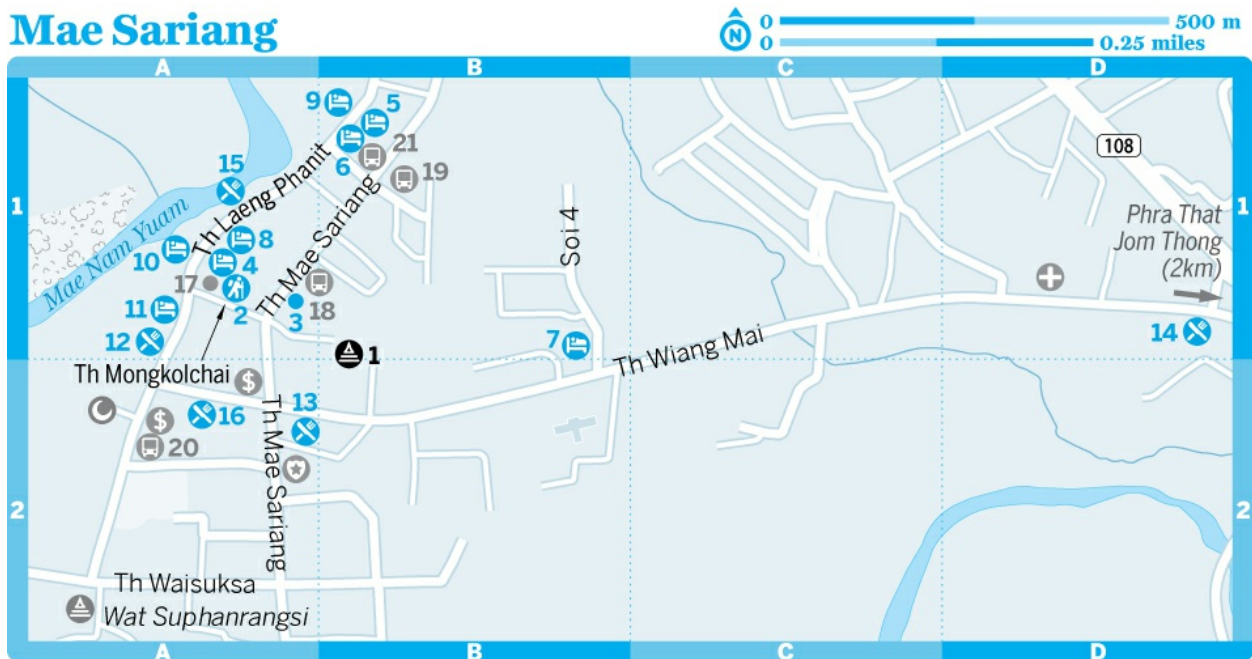 Mae Sariang
N
0 500 m
0 0.25 miles
A B C D
9
5
108
21
15
6
19
1 1
Phra That
Jom Thong
(2km)
Th Laeng Phanit
Th Mae Sariang
Soi 4
Mae Nam Yuam
8
10
4
17
11
2
3
18
12
1
7
14
Th Wiang Mai
Th Mongkolchai
$
13
16
$
20
Th Mae Sariang
2 2
Th Waisuksa
Wat Suphanrangsi
A B C D